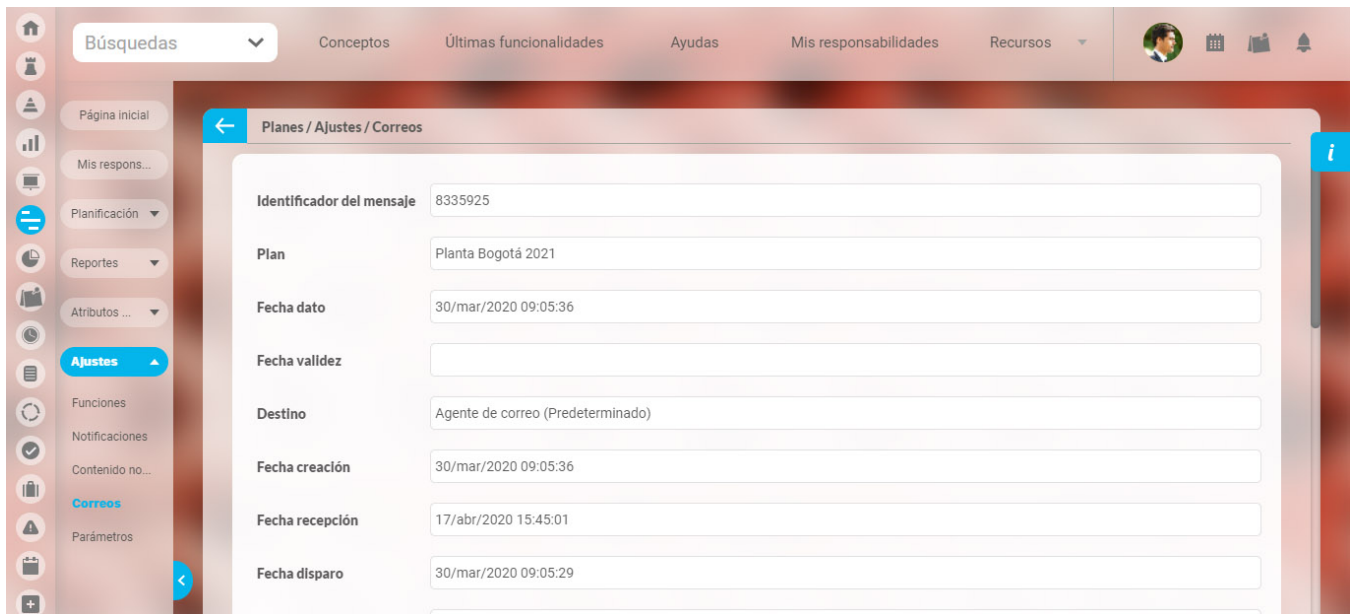 Búsquedas
Conceptos
Últimas funcionalidades
Ayudas
Mis responsabilidades
Recursos
Página inicial
Mis respons...
Planificación
Reportes
Atributos ...
Ajustes
Funciones
Notificaciones
Contenido no...
Correos
Parámetros
Planes / Ajustes / Correos
i
Identificador del mensaje 8335925
Plan Planta Bogotá 2021
Fecha dato 30/mar/2020 09:05:36
Fecha validez
Destino Agente de correo (Predeterminado)
Fecha creación 30/mar/2020 09:05:36
Fecha recepción 17/abr/2020 15:45:01
Fecha disparo 30/mar/2020 09:05:29